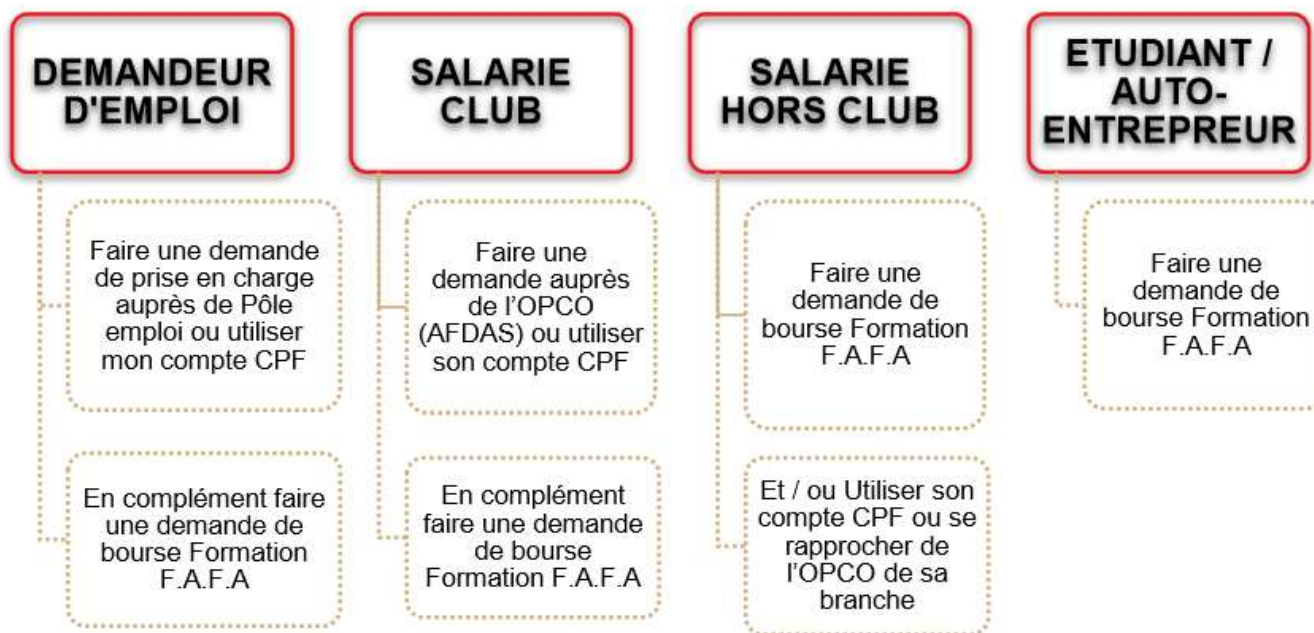 DEMANDEUR
D'EMPLOI
Faire une demande
de prise en charge
auprès de Pôle
emploi ou utiliser
mon compte CPF
En complément faire
une demande de
bourse Formation
F.A.F.A
SALARIE
CLUB
Faire une
demande auprès
de l'OPCO
(AFDAS) ou utiliser
son compte CPF
En complément
faire une demande
de bourse
Formation F.A.F.A
SALARIE
HORS CLUB
Faire une
demande de
bourse Formation
F.A.F.A
Et / ou Utiliser son
compte CPF ou se
rapprocher de
l'OPCO de sa
branche
ETUDIANT /
AUTO-
ENTREPREUR
Faire une
demande de
bourse Formation
F.A.F.A